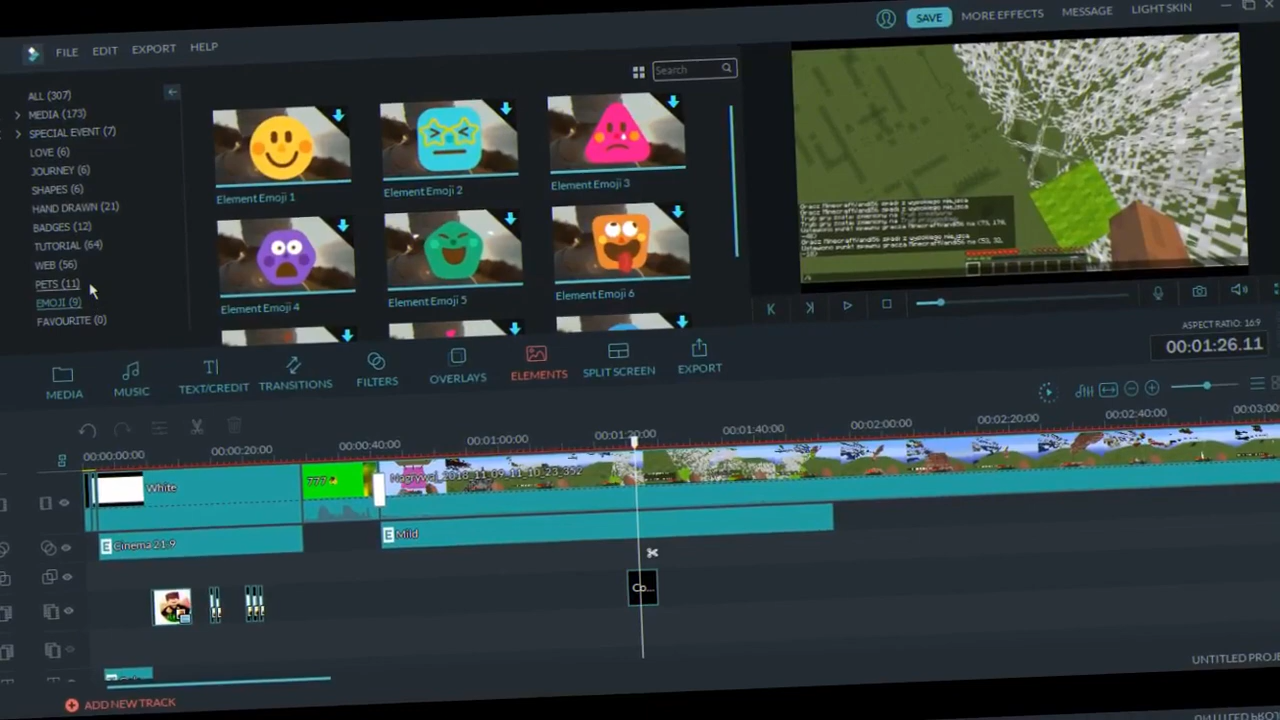 FILE EDIT EXPORT HELP
SAVE MORE EFFECTS MESSAGE LIGHT SKIN
Search
ALL (307)
MEDIA (173)
SPECIAL EVENT (7)
LOVE (6)
JOURNEY (6)
SHAPES (6)
HAND DRAWN (21)
BADGES (12)
TUTORIAL (64)
WEB (56)
PETS (11)
EMOJI (9)
FAVOURITE (0)
Element Emoji 1
Element Emoji 2
Element Emoji 3
Element Emoji 4
Element Emoji 5
Element Emoji 6
ASPECT RATIO: 16:9
00:01:26.11
MEDIA MUSIC TEXT/CREDIT TRANSITIONS FILTERS OVERLAYS ELEMENTS SPLIT SCREEN EXPORT
00:00:00:00 00:00:20:00 00:00:40:00 00:01:00:00 00:01:20:00 00:01:40:00 00:02:00:00 00:02:20:00 00:02:40:00 00:03:00
White
777
Cinema 21:9
E Mild
Co...
UNTITLED PROJE
ADD NEW TRACK